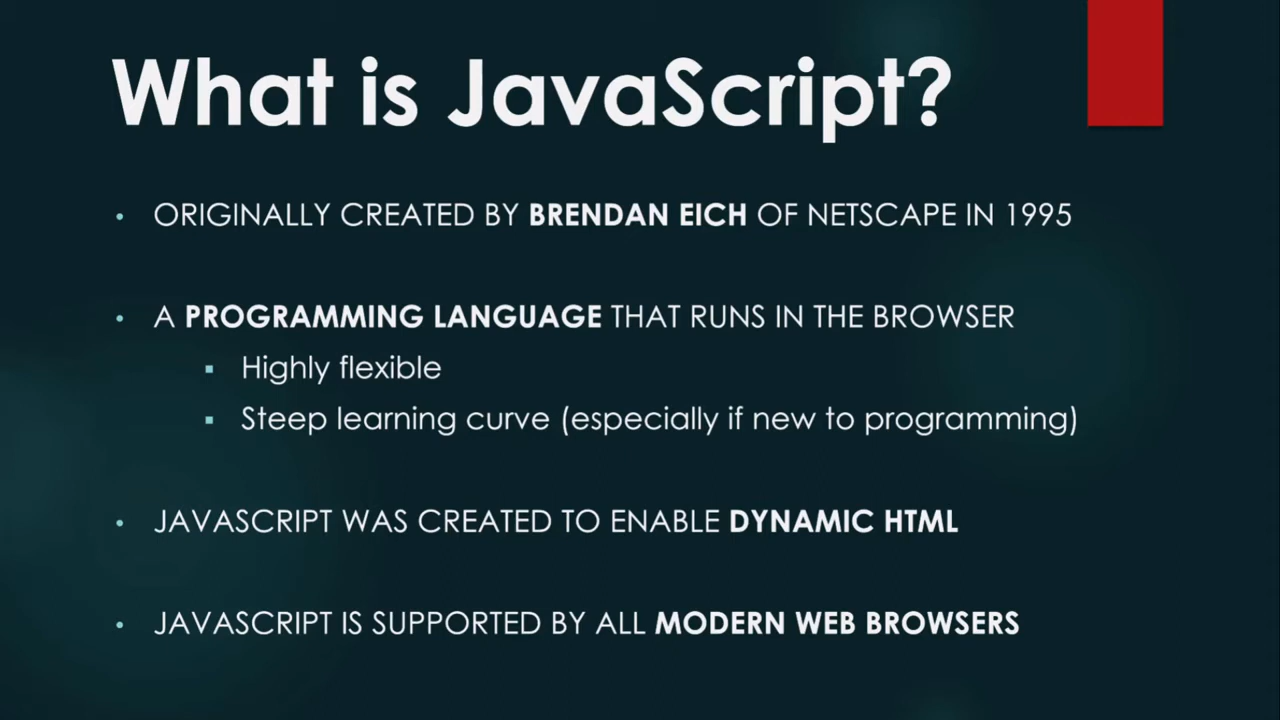 What is JavaScript?
• ORIGINALLY CREATED BY BRENDAN EICH OF NETSCAPE IN 1995
• A PROGRAMMING LANGUAGE THAT RUNS IN THE BROWSER
▪ Highly flexible
▪ Steep learning curve (especially if new to programming)
• JAVASCRIPT WAS CREATED TO ENABLE DYNAMIC HTML
• JAVASCRIPT IS SUPPORTED BY ALL MODERN WEB BROWSERS